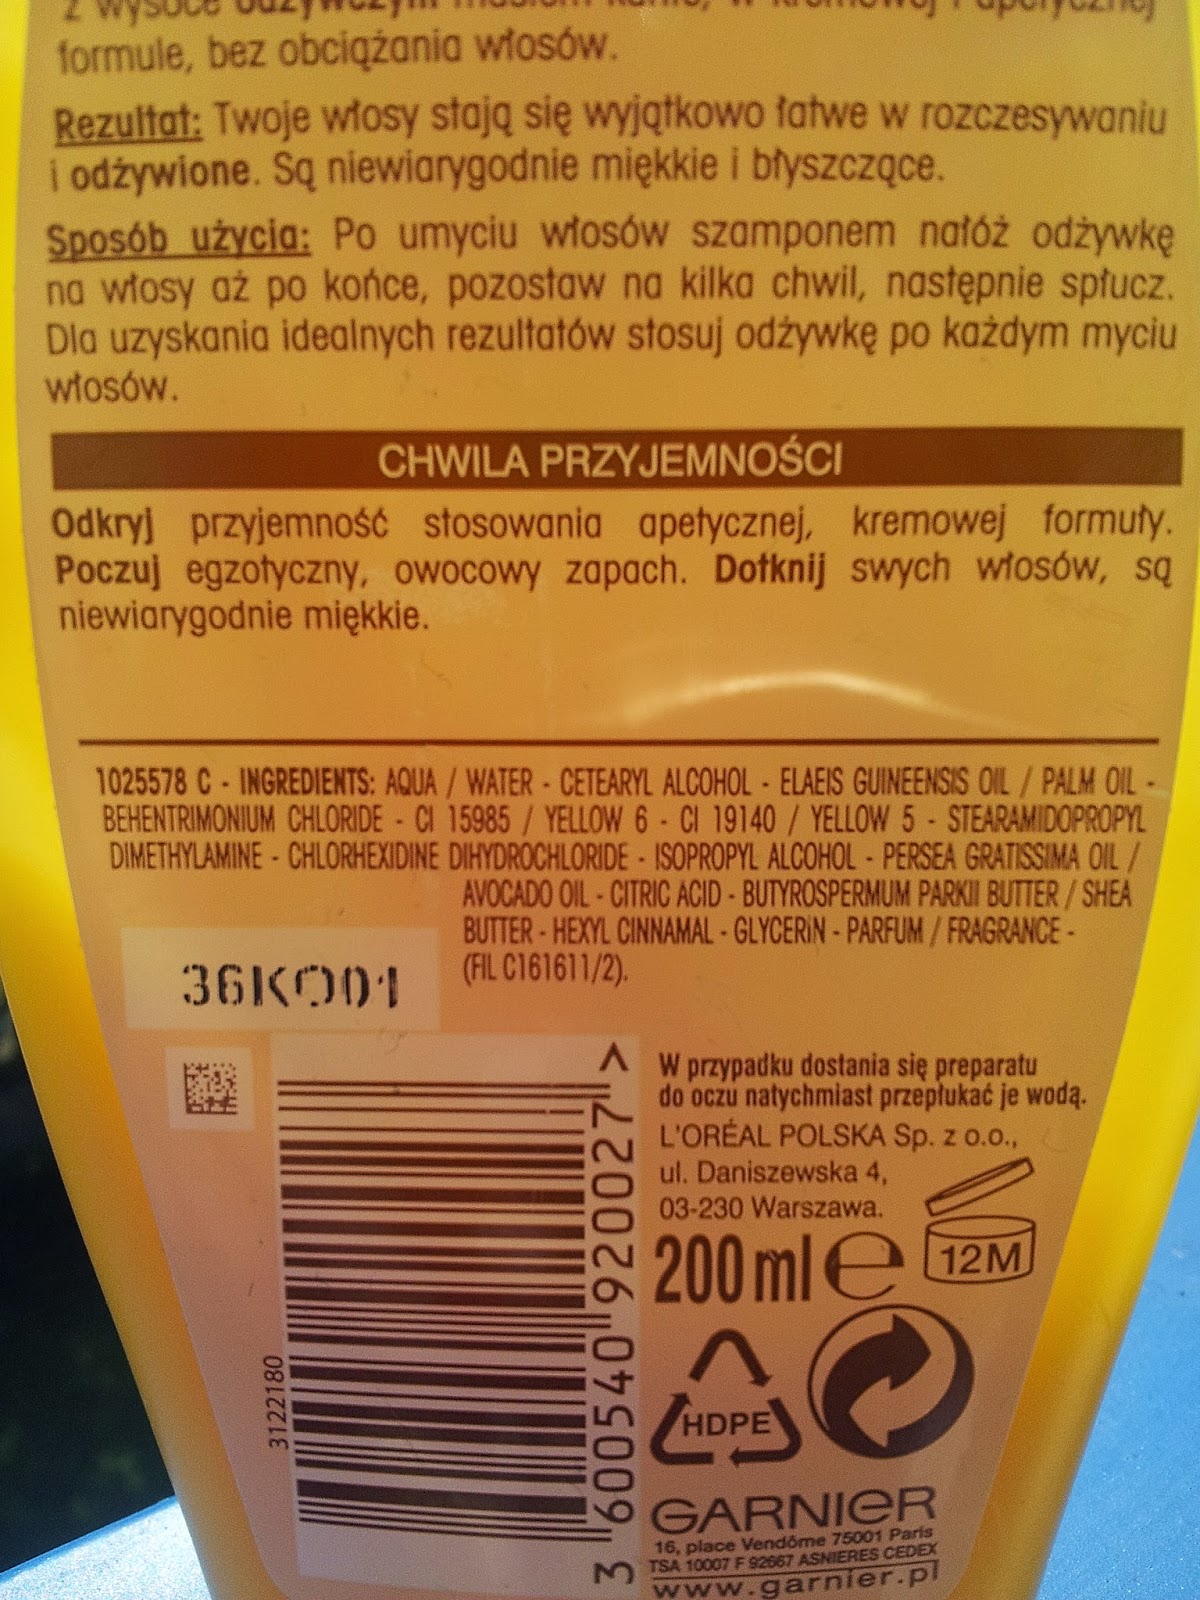 z wysoce odżywczym masłem karité, w kremowej i apetycznej
formule, bez obciążania włosów.
Rezultat: Twoje włosy stają się wyjątkowo łatwe w rozczesywaniu
i odżywione. Są niewiarygodnie miękkie i błyszczące.
Sposób użycia: Po umyciu włosów szamponem nałóż odżywkę
na włosy aż po końce, pozostaw na kilka chwil, następnie spłucz.
Dla uzyskania idealnych rezultatów stosuj odżywkę po każdym myciu
włosów.
CHWILA PRZYJEMNOŚCI
Odkryj przyjemność stosowania apetycznej, kremowej formuły.
Poczuj egzotyczny, owocowy zapach. Dotknij swych włosów, są
niewiarygodnie miękkie.
1025578 C - INGREDIENTS: AQUA / WATER - CETEARYL ALCOHOL - ELAEIS GUINEENSIS OIL / PALM OIL -
BEHENTRIMONIUM CHLORIDE - CI 15985 / YELLOW 6 - CI 19140 / YELLOW 5 - STEARAMIDOPROPYL
DIMETHYLAMINE - CHLORHEXIDINE DIHYDROCHLORIDE - ISOPROPYL ALCOHOL - PERSEA GRATISSIMA OIL /
AVOCADO OIL - CITRIC ACID - BUTYROSPERMUM PARKII BUTTER / SHEA
BUTTER - HEXYL CINNAMAL - GLYCERIN - PARFUM / FRAGRANCE -
(FIL C161611/2).
36KO01
W przypadku dostania się preparatu
do oczu natychmiast przepłukać je wodą.
L'ORÉAL POLSKA Sp. z o.o.,
ul. Daniszewska 4,
03-230 Warszawa.
200 ml e
12M
HDPE
3122180
3 600540 920027 >
GARNIER
16, place Vendôme 75001 Paris
TSA 10007 F 92667 ASNIERES CEDEX
www.garnier.pl